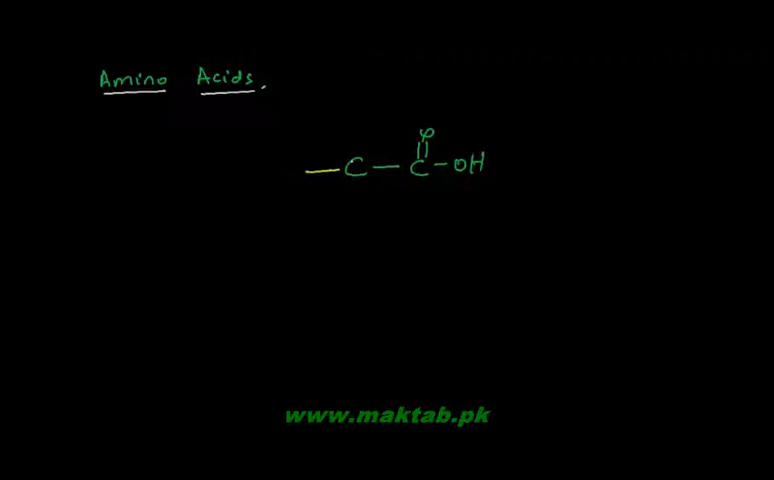 Amino Acids.
O
— C — C — OH
www.maktab.pk